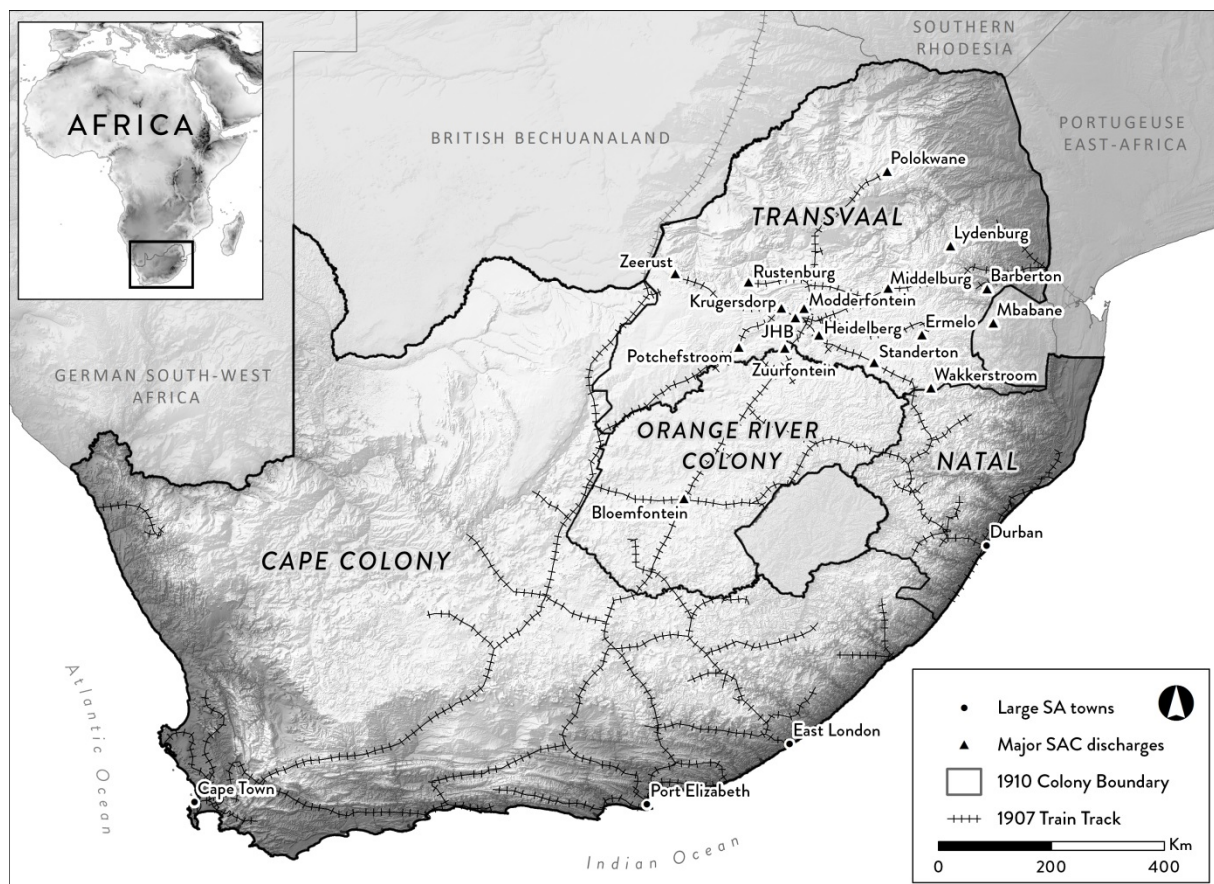 AFRICA
SOUTHERN
RHODESIA
BRITISH BECHUANALAND
PORTUGEUSE
EAST-AFRICA
Polokwane
TRANSVAAL
Lydenburg
Zeerust
Rustenburg
Middelburg
Barberton
Krugersdorp
Modderfontein
Mbabane
JHB
Heidelberg
Ermelo
Potchefstroom
Standerton
Zuurfontein
Wakkerstroom
GERMAN SOUTH-WEST
AFRICA
ORANGE RIVER
COLONY
NATAL
Bloemfontein
Durban
CAPE COLONY
Atlantic Ocean
East London
Cape Town
Port Elizabeth
Indian Ocean
Large SA towns
Major SAC discharges
1910 Colony Boundary
1907 Train Track
Km
0 200 400